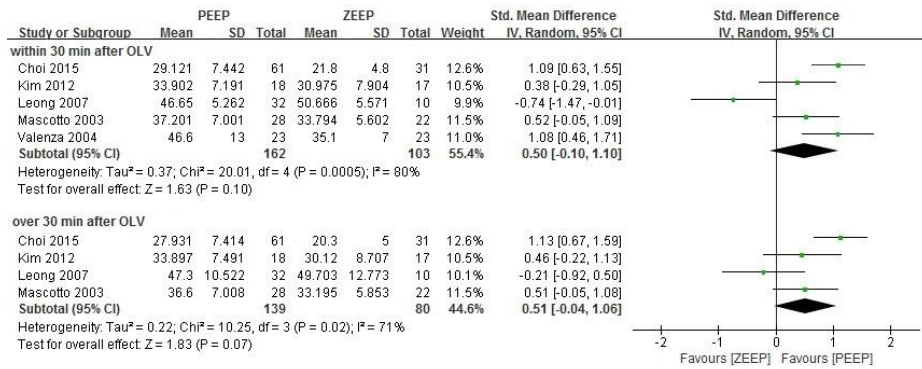 PEEP ZEEP Std. Mean Difference Std. Mean Difference
Study or Subgroup Mean SD Total Mean SD Total Weight IV, Random, 95% CI IV, Random, 95% CI
within 30 min after OLV
Choi 2015 29.121 7.442 61 21.8 4.8 31 12.6% 1.09 [0.63, 1.55]
Kim 2012 33.902 7.191 18 30.975 7.904 17 10.5% 0.38 [-0.29, 1.05]
Leong 2007 46.65 5.262 32 50.666 5.571 10 9.9% -0.74 [-1.47, -0.01]
Mascotto 2003 37.201 7.001 28 33.794 5.602 22 11.5% 0.52 [-0.05, 1.09]
Valenza 2004 46.6 13 23 35.1 7 23 11.0% 1.08 [0.46, 1.71]
Subtotal (95% CI) 162 103 55.4% 0.50 [-0.10, 1.10]
Heterogeneity: Tau² = 0.37; Chi² = 20.01, df = 4 (P = 0.0005); I² = 80%
Test for overall effect: Z = 1.63 (P = 0.10)
over 30 min after OLV
Choi 2015 27.931 7.414 61 20.3 5 31 12.6% 1.13 [0.67, 1.59]
Kim 2012 33.897 7.491 18 30.12 8.707 17 10.5% 0.46 [-0.22, 1.13]
Leong 2007 47.3 10.522 32 49.703 12.773 10 10.1% -0.21 [-0.92, 0.50]
Mascotto 2003 36.6 7.008 28 33.195 5.853 22 11.5% 0.51 [-0.05, 1.08]
Subtotal (95% CI) 139 80 44.6% 0.51 [-0.04, 1.06]
Heterogeneity: Tau² = 0.22; Chi² = 10.25, df = 3 (P = 0.02); I² = 71%
Test for overall effect: Z = 1.83 (P = 0.07)
-2 -1 0 1 2
Favours [ZEEP] Favours [PEEP]